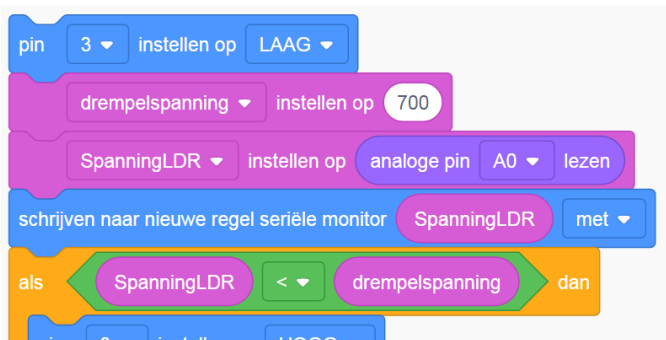 pin 3 instellen op LAAG
drempelspanning instellen op 700
SpanningLDR instellen op analoge pin A0 lezen
schrijven naar nieuwe regel seriële monitor SpanningLDR met
als SpanningLDR < drempelspanning dan